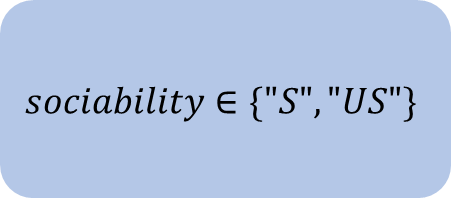 sociability ∈ {"S", "US"}